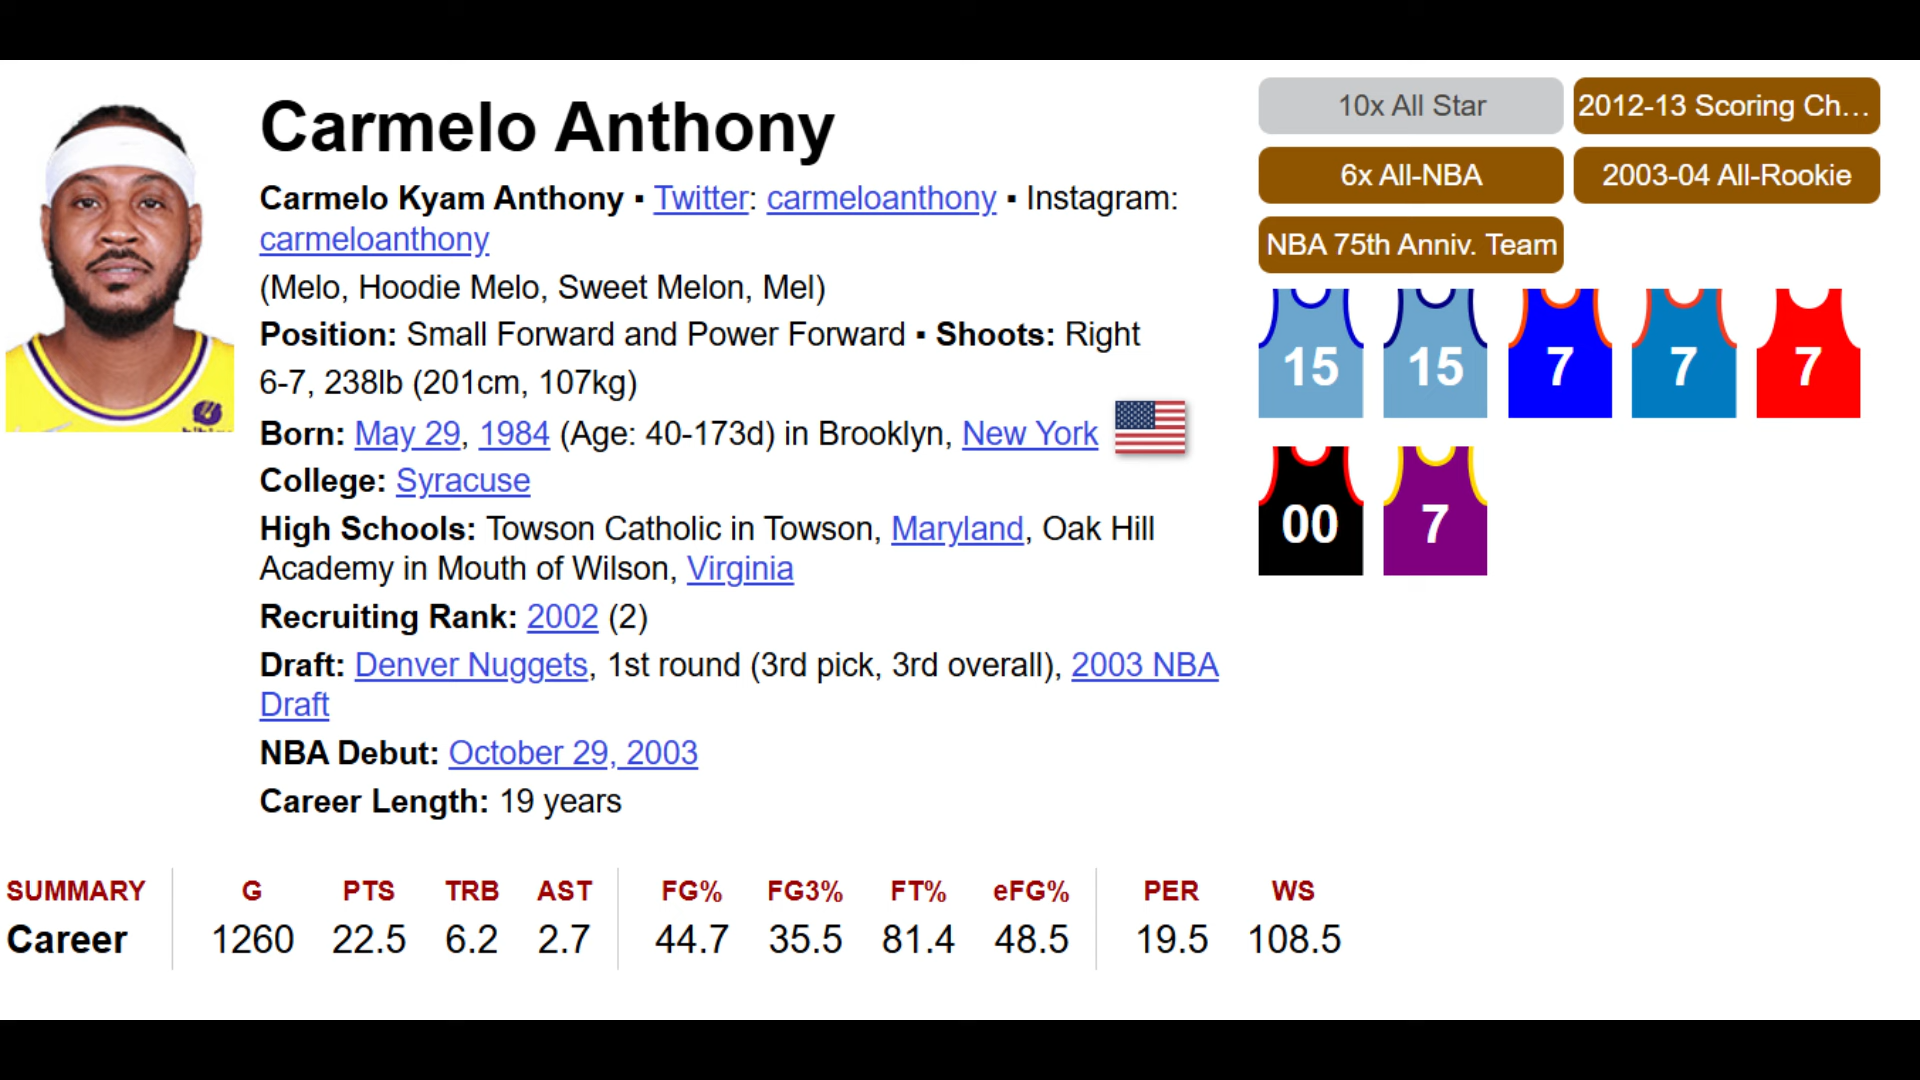 Carmelo Anthony
Carmelo Kyam Anthony ▪ Twitter: carmeloanthony ▪ Instagram:
carmeloanthony
(Melo, Hoodie Melo, Sweet Melon, Mel)
Position: Small Forward and Power Forward ▪ Shoots: Right
6-7, 238lb (201cm, 107kg)
Born: May 29, 1984 (Age: 40-173d) in Brooklyn, New York
College: Syracuse
High Schools: Towson Catholic in Towson, Maryland, Oak Hill
Academy in Mouth of Wilson, Virginia
Recruiting Rank: 2002 (2)
Draft: Denver Nuggets, 1st round (3rd pick, 3rd overall), 2003 NBA
Draft
NBA Debut: October 29, 2003
Career Length: 19 years
10x All Star 2012-13 Scoring Ch...
6x All-NBA 2003-04 All-Rookie
NBA 75th Anniv. Team
15 15 7 7 7
00 7
SUMMARY G PTS TRB AST FG% FG3% FT% eFG% PER WS
Career 1260 22.5 6.2 2.7 44.7 35.5 81.4 48.5 19.5 108.5